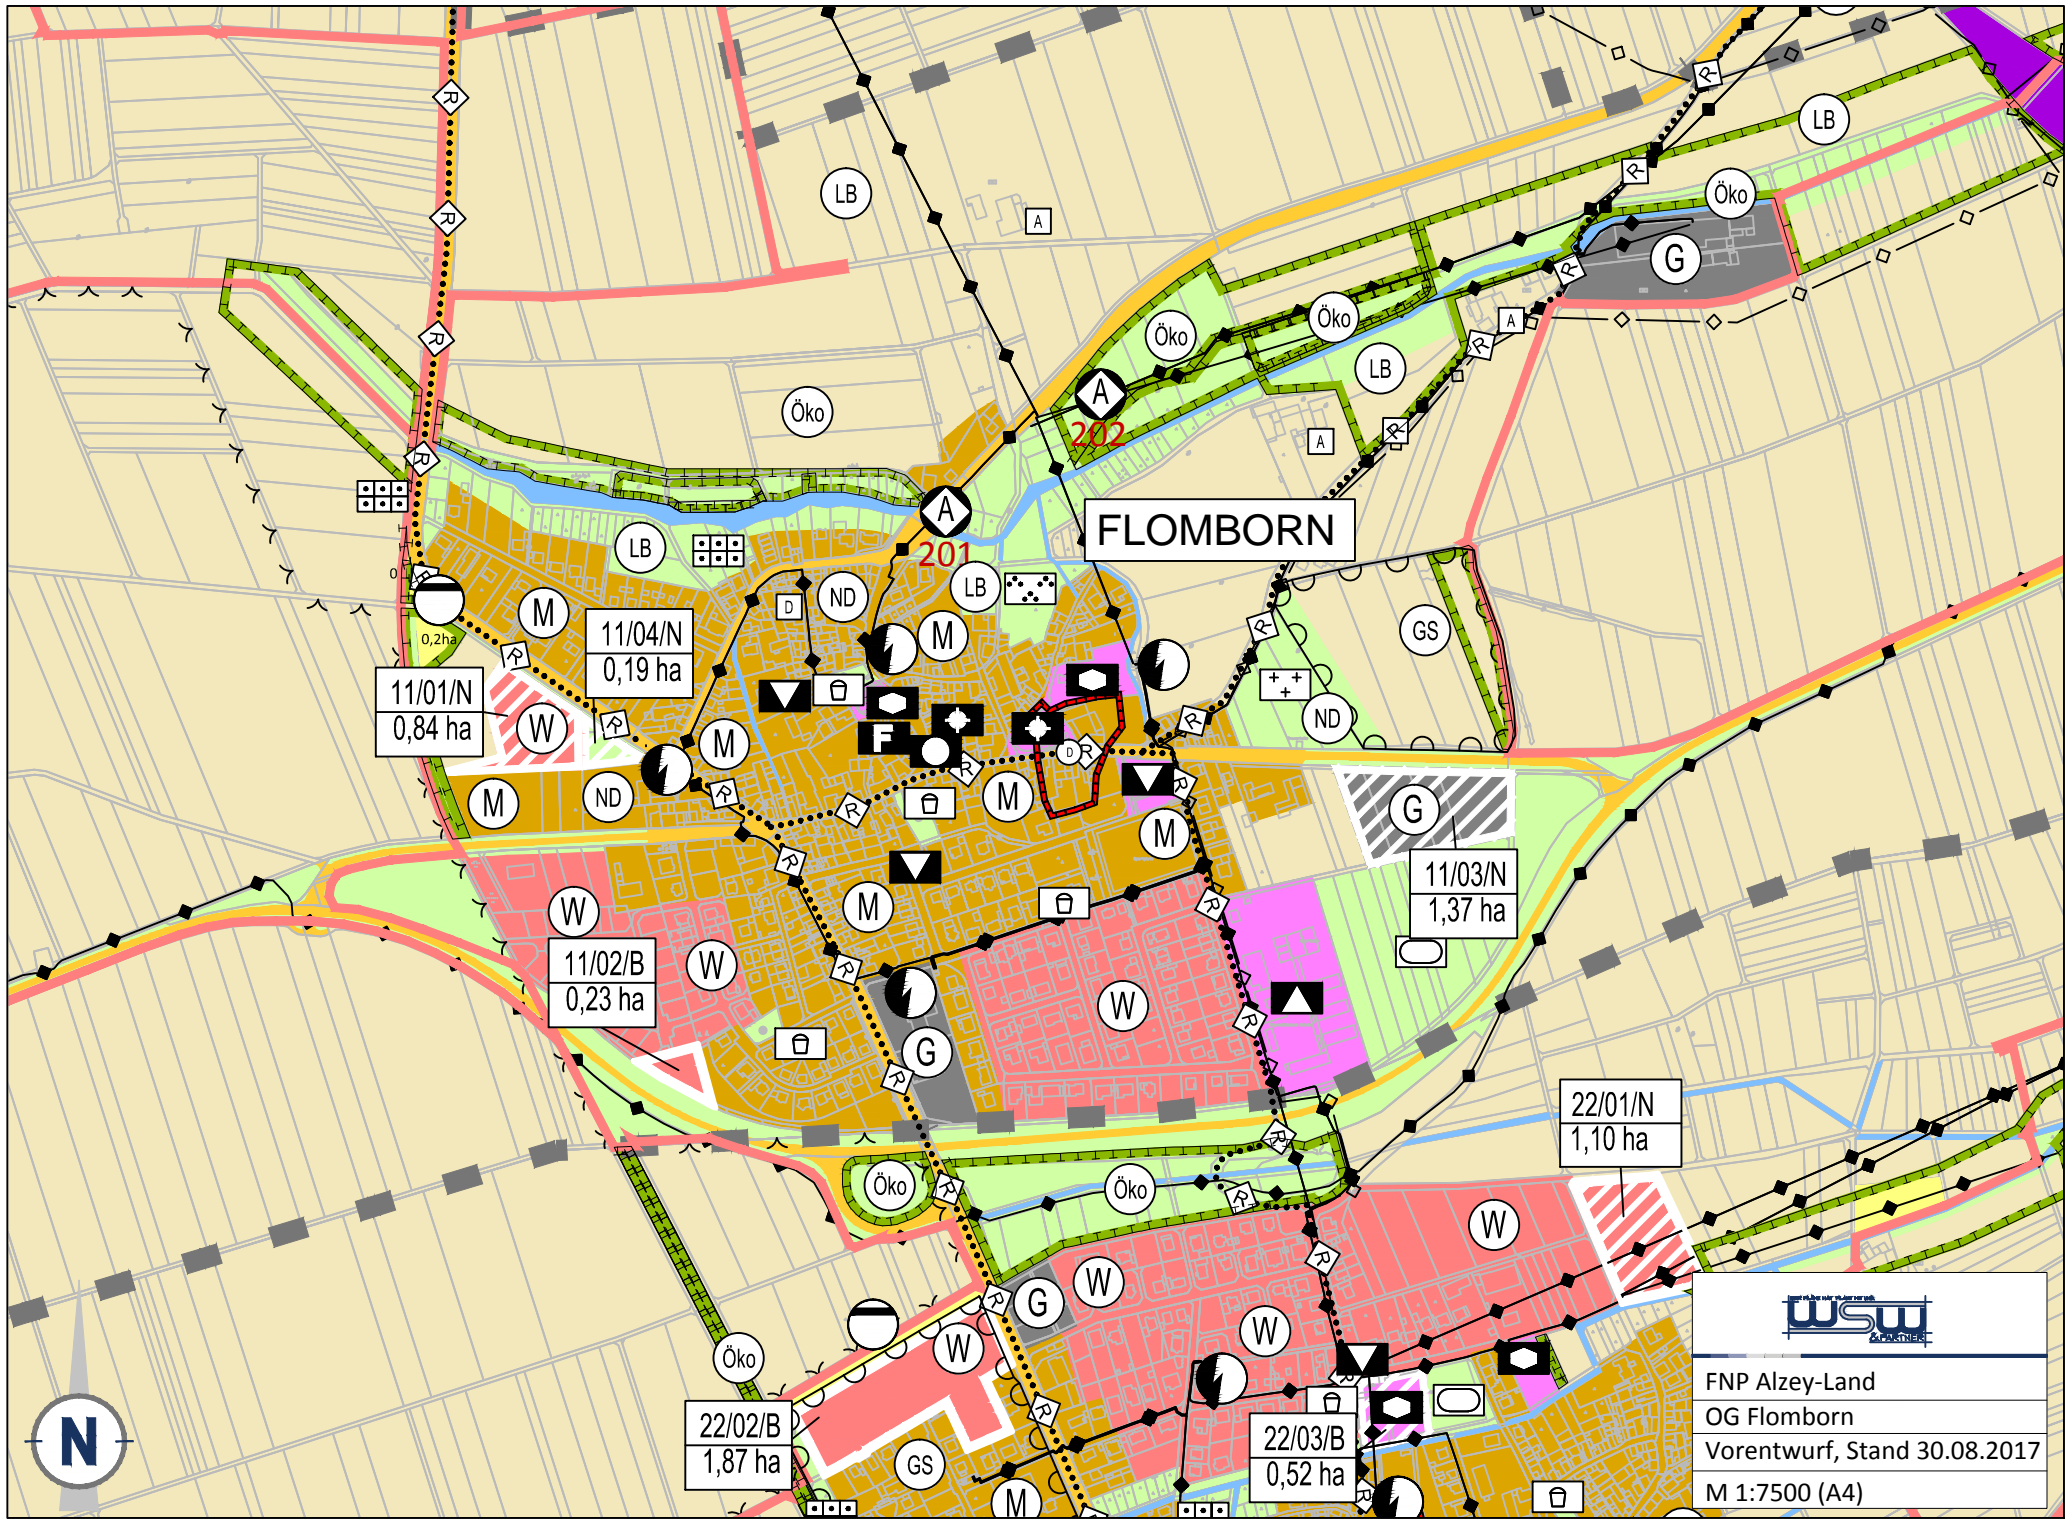 R
R
LB
R
LB
R
Öko
A
R
G
R
R
A
Öko
Öko
R
LB
A
Öko
A
202
R
A
R
A
201
FLOMBORN
LB
LB
ND
D
M
M
0,2ha
11/04/N
0,19 ha
R
R
GS
11/01/N
0,84 ha
W
R
M
ND
R
F
D
R
R
M
ND
R
M
R
R
M
R
M
G
11/03/N
1,37 ha
R
W
M
R
11/02/B
0,23 ha
W
R
W
R
G
R
22/01/N
1,10 ha
R
Öko
R
Öko
R
W
R
W
R
G
W
W
Öko
22/02/B
1,87 ha
R
GS
M
22/03/B
0,52 ha
R
R
N
WSW
& PARTNER
FNP Alzey-Land
OG Flomborn
Vorentwurf, Stand 30.08.2017
M 1:7500 (A4)